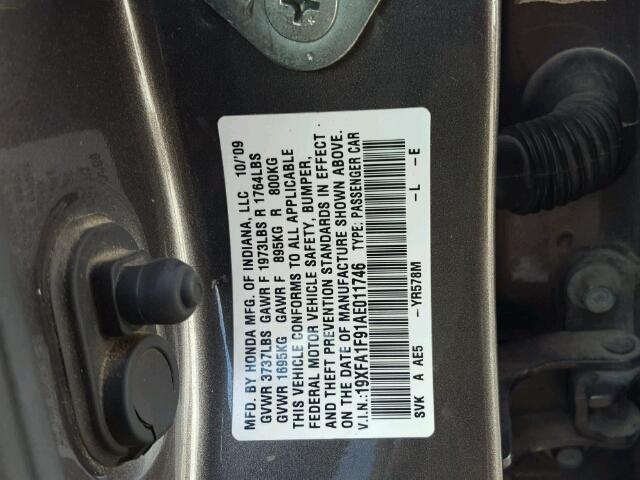 MFD. BY HONDA MFG. OF INDIANA, LLC 10/'09
GVWR 3737LBS GAWR F 1973LBS R 1764LBS
GVWR 1695KG GAWR F 895KG R 800KG
THIS VEHICLE CONFORMS TO ALL APPLICABLE
FEDERAL MOTOR VEHICLE SAFETY, BUMPER,
AND THEFT PREVENTION STANDARDS IN EFFECT
ON THE DATE OF MANUFACTURE SHOWN ABOVE.
V.I.N.:19XFA1F91AE011746 TYPE: PASSENGER CAR
SVK A AE5 -YR578M -L -E